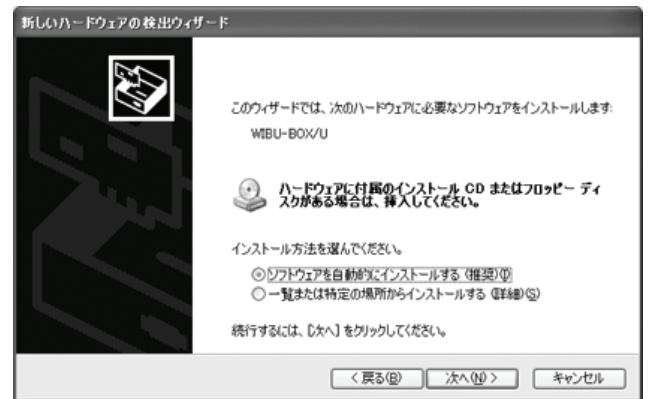 新しいハードウェアの検出ウィザード
このウィザードでは、次のハードウェアに必要なソフトウェアをインストールします:
WIBU-BOX/U
ハードウェアに付属のインストール CD またはフロッピー ディ
スクがある場合は、挿入してください。
インストール方法を選んでください。
ソフトウェアを自動的にインストールする (推奨)(I)
一覧または特定の場所からインストールする (詳細)(S)
続行するには、[次へ] をクリックしてください。
< 戻る(B) 次へ(N) > キャンセル